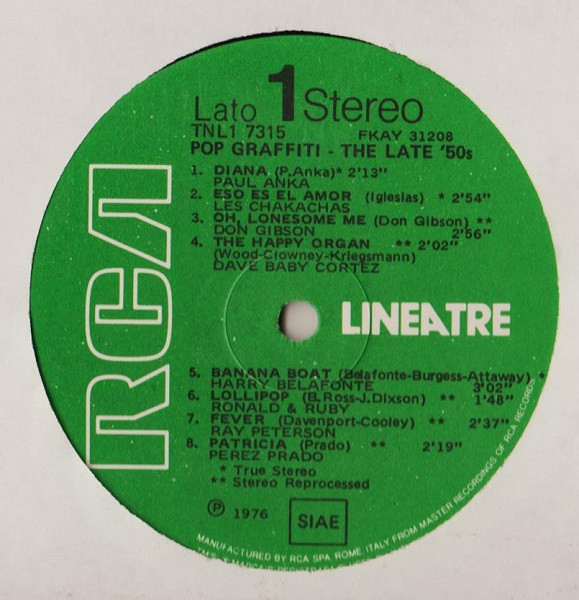 Lato 1 Stereo
TNL1 7315 FKAY 31208
POP GRAFFITI - THE LATE '50s
1. DIANA (P.Anka)* 2'13"
PAUL ANKA
2. ESO ES EL AMOR (Iglesias) * 2'54"
LES CHAKACHAS
3. OH, LONESOME ME (Don Gibson) **
DON GIBSON 2'56"
4. THE HAPPY ORGAN ** 2'02"
(Wood-Clowney-Kriegsmann)
DAVE BABY CORTEZ
RCA
LINEATRE
5. BANANA BOAT (Belafonte-Burgess-Attaway) *
HARRY BELAFONTE 3'02"
6. LOLLIPOP (B.Ross-J.Dixson) ** 1'48"
RONALD & RUBY
7. FEVER (Davenport-Cooley) ** 2'37"
RAY PETERSON
8. PATRICIA (Prado) ** 2'19"
PEREZ PRADO
* True Stereo
** Stereo Reprocessed
℗ 1976 SIAE
MANUFACTURED BY RCA SPA, ROME, ITALY FROM MASTER RECORDINGS OF RCA RECORDS